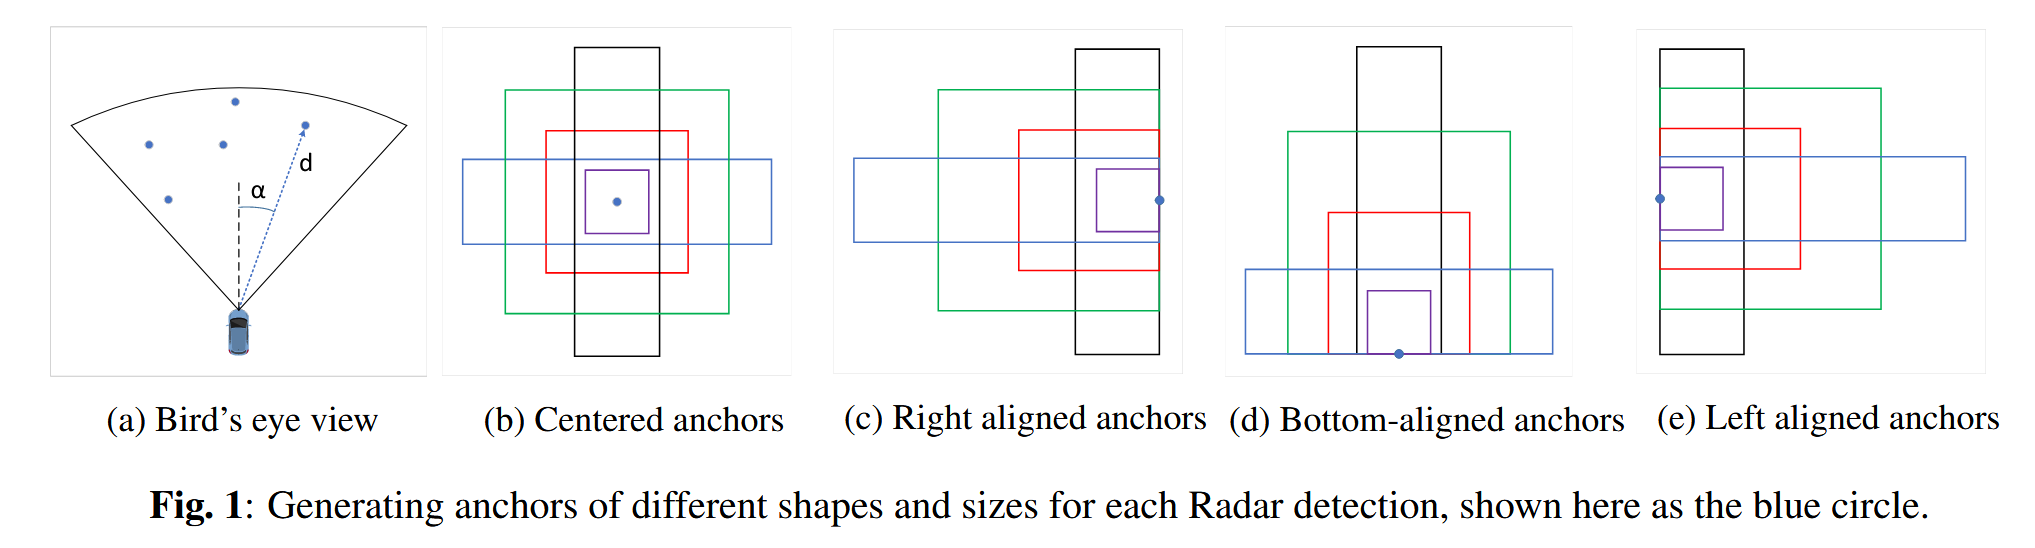 d
α
(a) Bird’s eye view
(b) Centered anchors
(c) Right aligned anchors
(d) Bottom-aligned anchors
(e) Left aligned anchors
Fig. 1: Generating anchors of different shapes and sizes for each Radar detection, shown here as the blue circle.